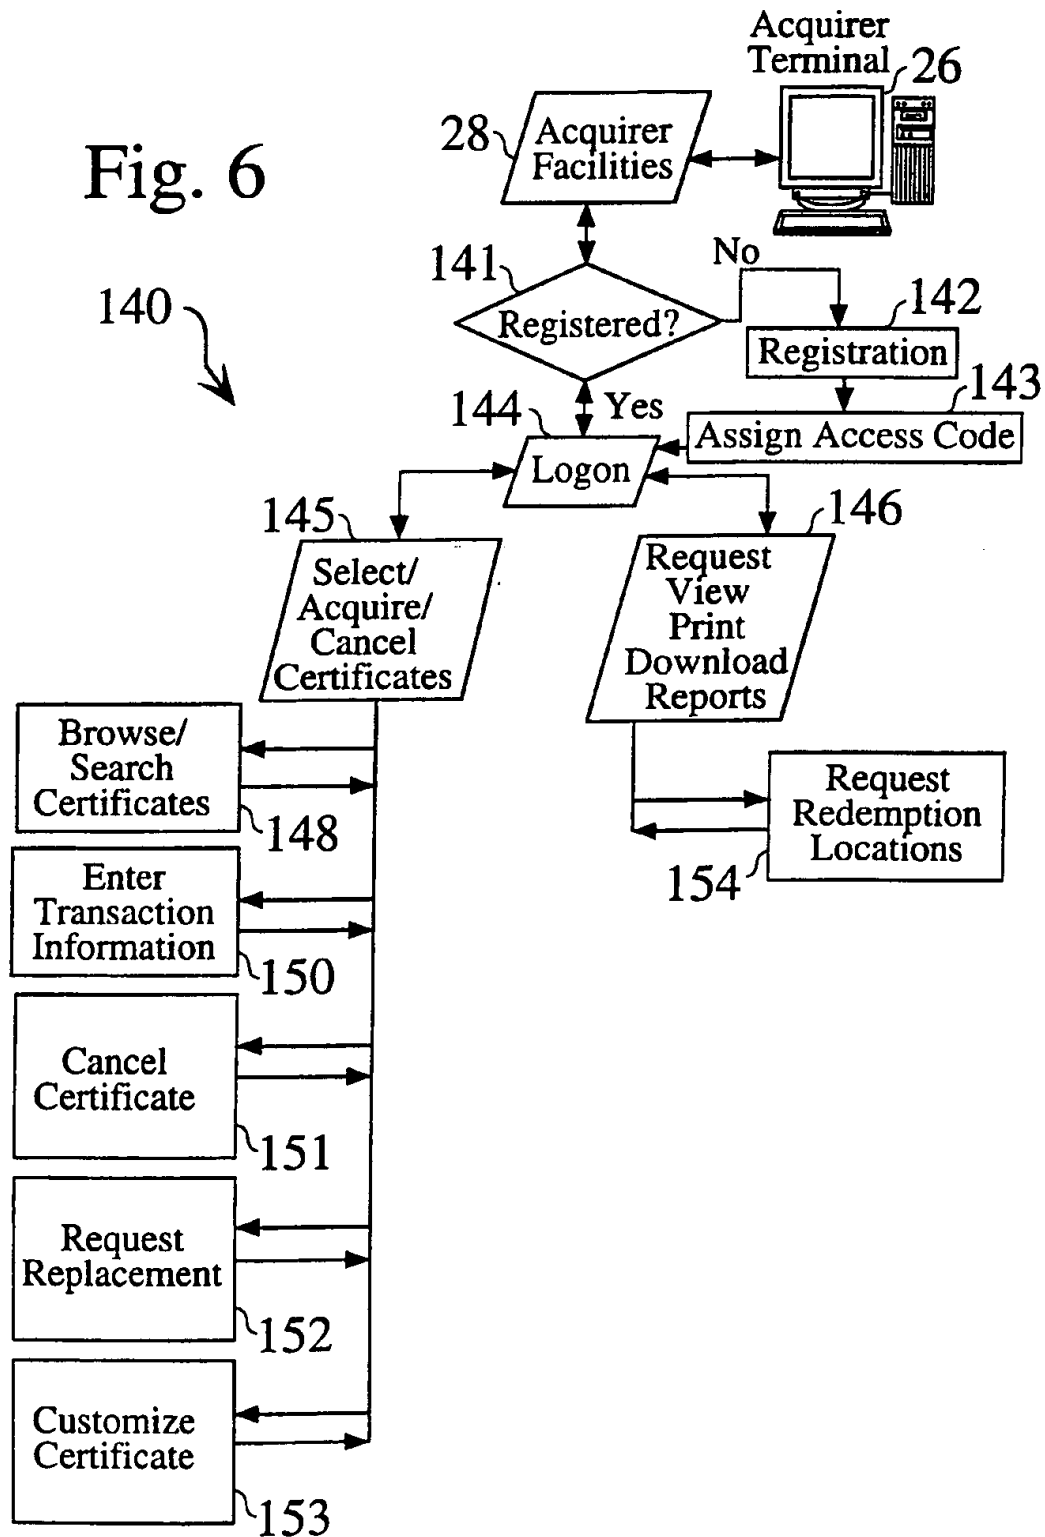 Acquirer
Terminal
26
28
Acquirer
Facilities
Fig. 6
No
141
Registered?
140
142
Registration
143
Yes
144
Assign Access Code
Logon
145
146
Select/
Acquire/
Cancel
Certificates
Request
View
Print
Download
Reports
Browse/
Search
Certificates
148
Request
Redemption
Locations
154
Enter
Transaction
Information
150
Cancel
Certificate
151
Request
Replacement
152
Customize
Certificate
153